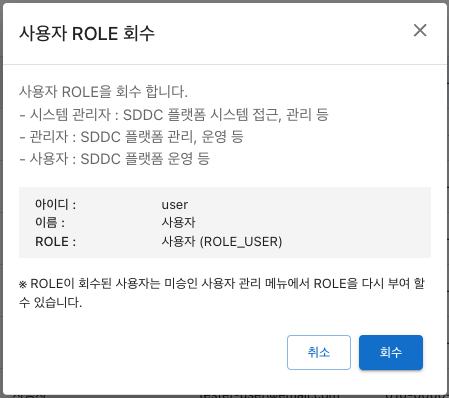 사용자 ROLE 회수
사용자 ROLE을 회수 합니다.
- 시스템 관리자 : SDDC 플랫폼 시스템 접근, 관리 등
- 관리자 : SDDC 플랫폼 관리, 운영 등
- 사용자 : SDDC 플랫폼 운영 등
아이디 : user
이름 : 사용자
ROLE : 사용자 (ROLE_USER)
※ ROLE이 회수된 사용자는 미승인 사용자 관리 메뉴에서 ROLE을 다시 부여 할
수 있습니다.
취소 회수